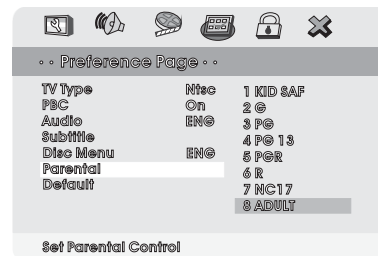 · · Preference Page · ·
TV Type Ntsc
PBC On
Audio ENG
Subtitle
Disc Menu ENG
Parental
Default
1 KID SAF
2 G
3 PG
4 PG 13
5 PGR
6 R
7 NC17
8 ADULT
Set Parental Control